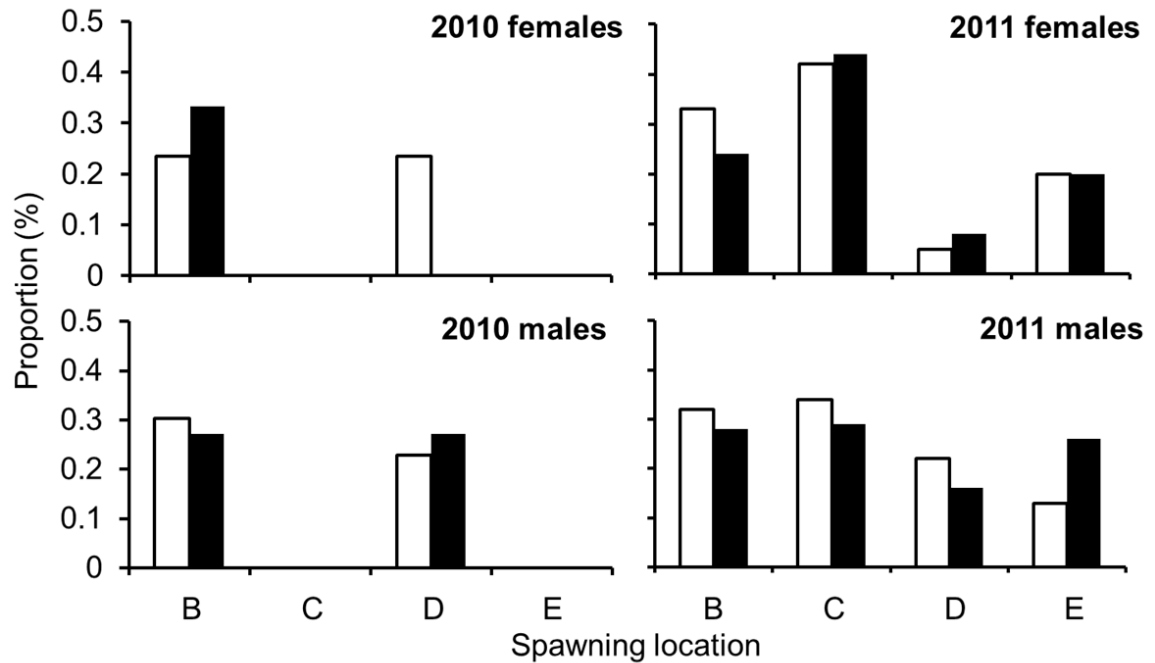 2010 females
2011 females
0.5
0.4
0.3
0.2
0.1
0
2010 males
2011 males
0.5
0.4
0.3
0.2
0.1
0
Proportion (%)
B C D E B C D E
Spawning location